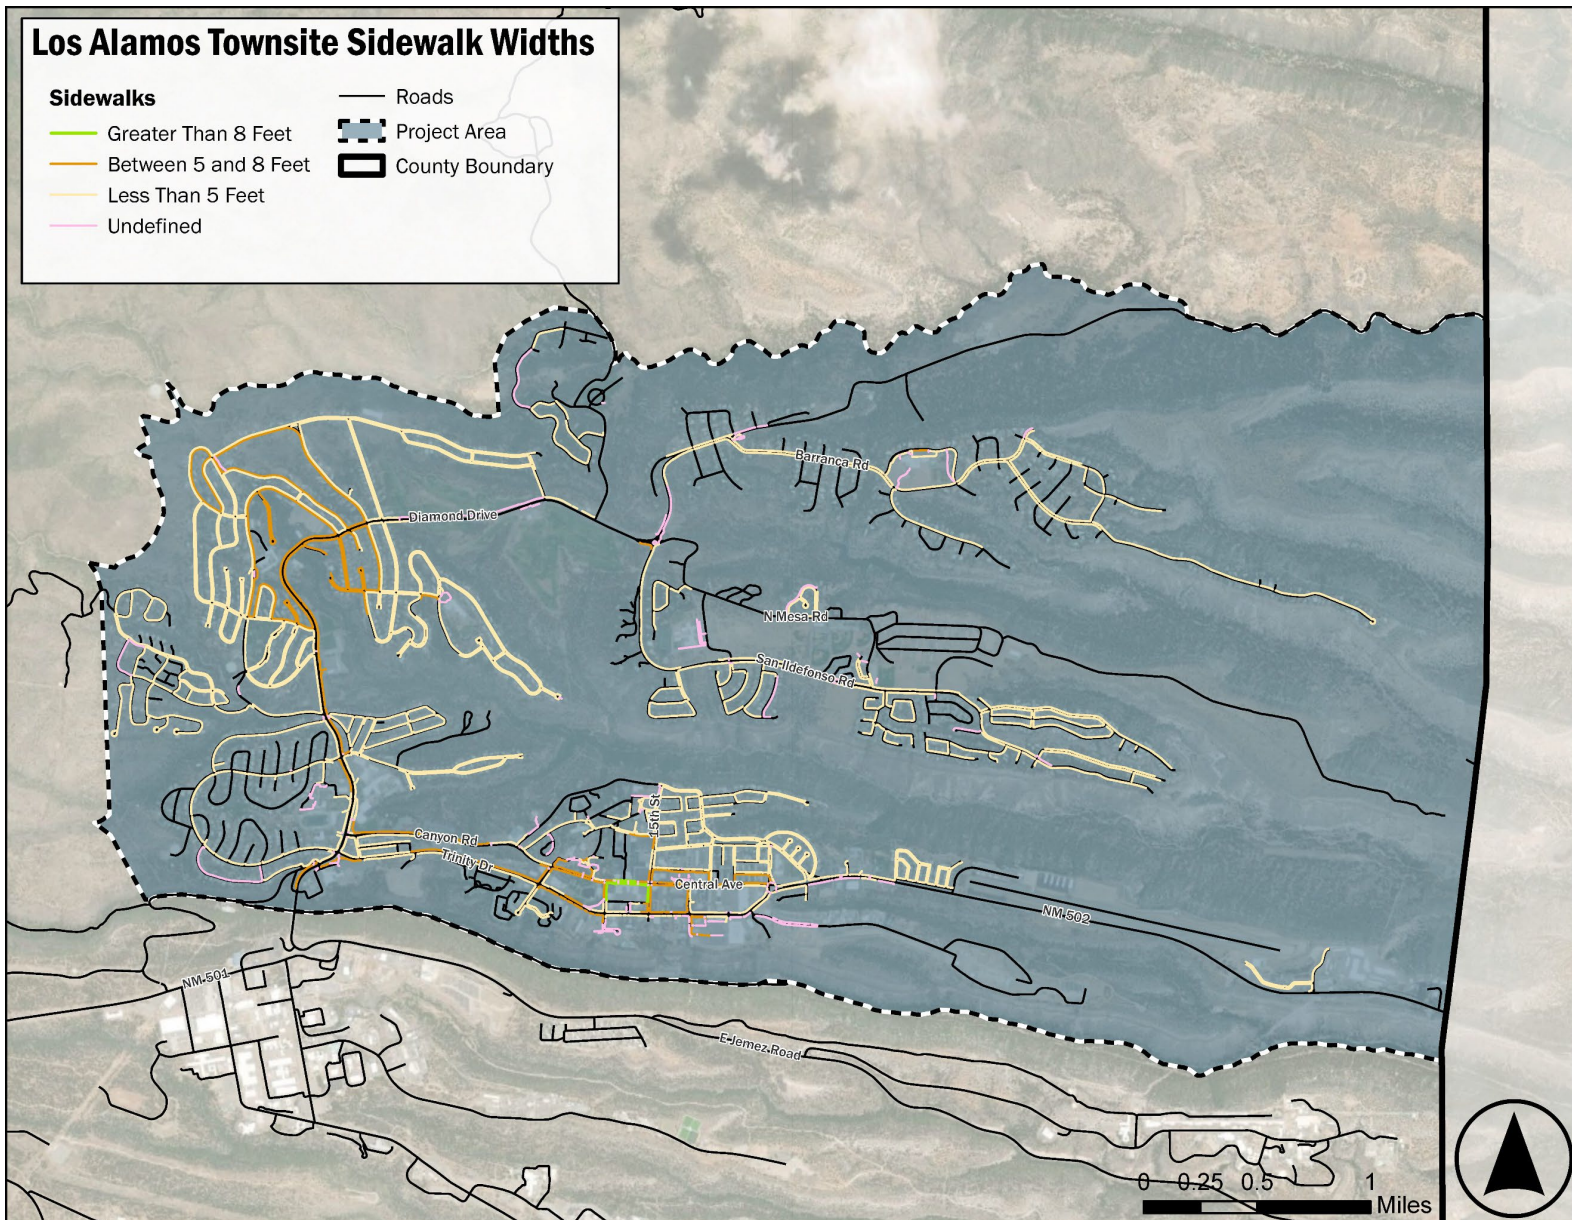 Los Alamos Townsite Sidewalk Widths
Sidewalks
Greater Than 8 Feet
Between 5 and 8 Feet
Less Than 5 Feet
Undefined
Roads
Project Area
County Boundary
Barranca Rd
Diamond Drive
N Mesa Rd
San Ildefonso Rd
15th St
Canyon Rd
Trinity Dr
Central Ave
NM 502
NM 501
E Jemez Road
0 0.25 0.5 1
Miles